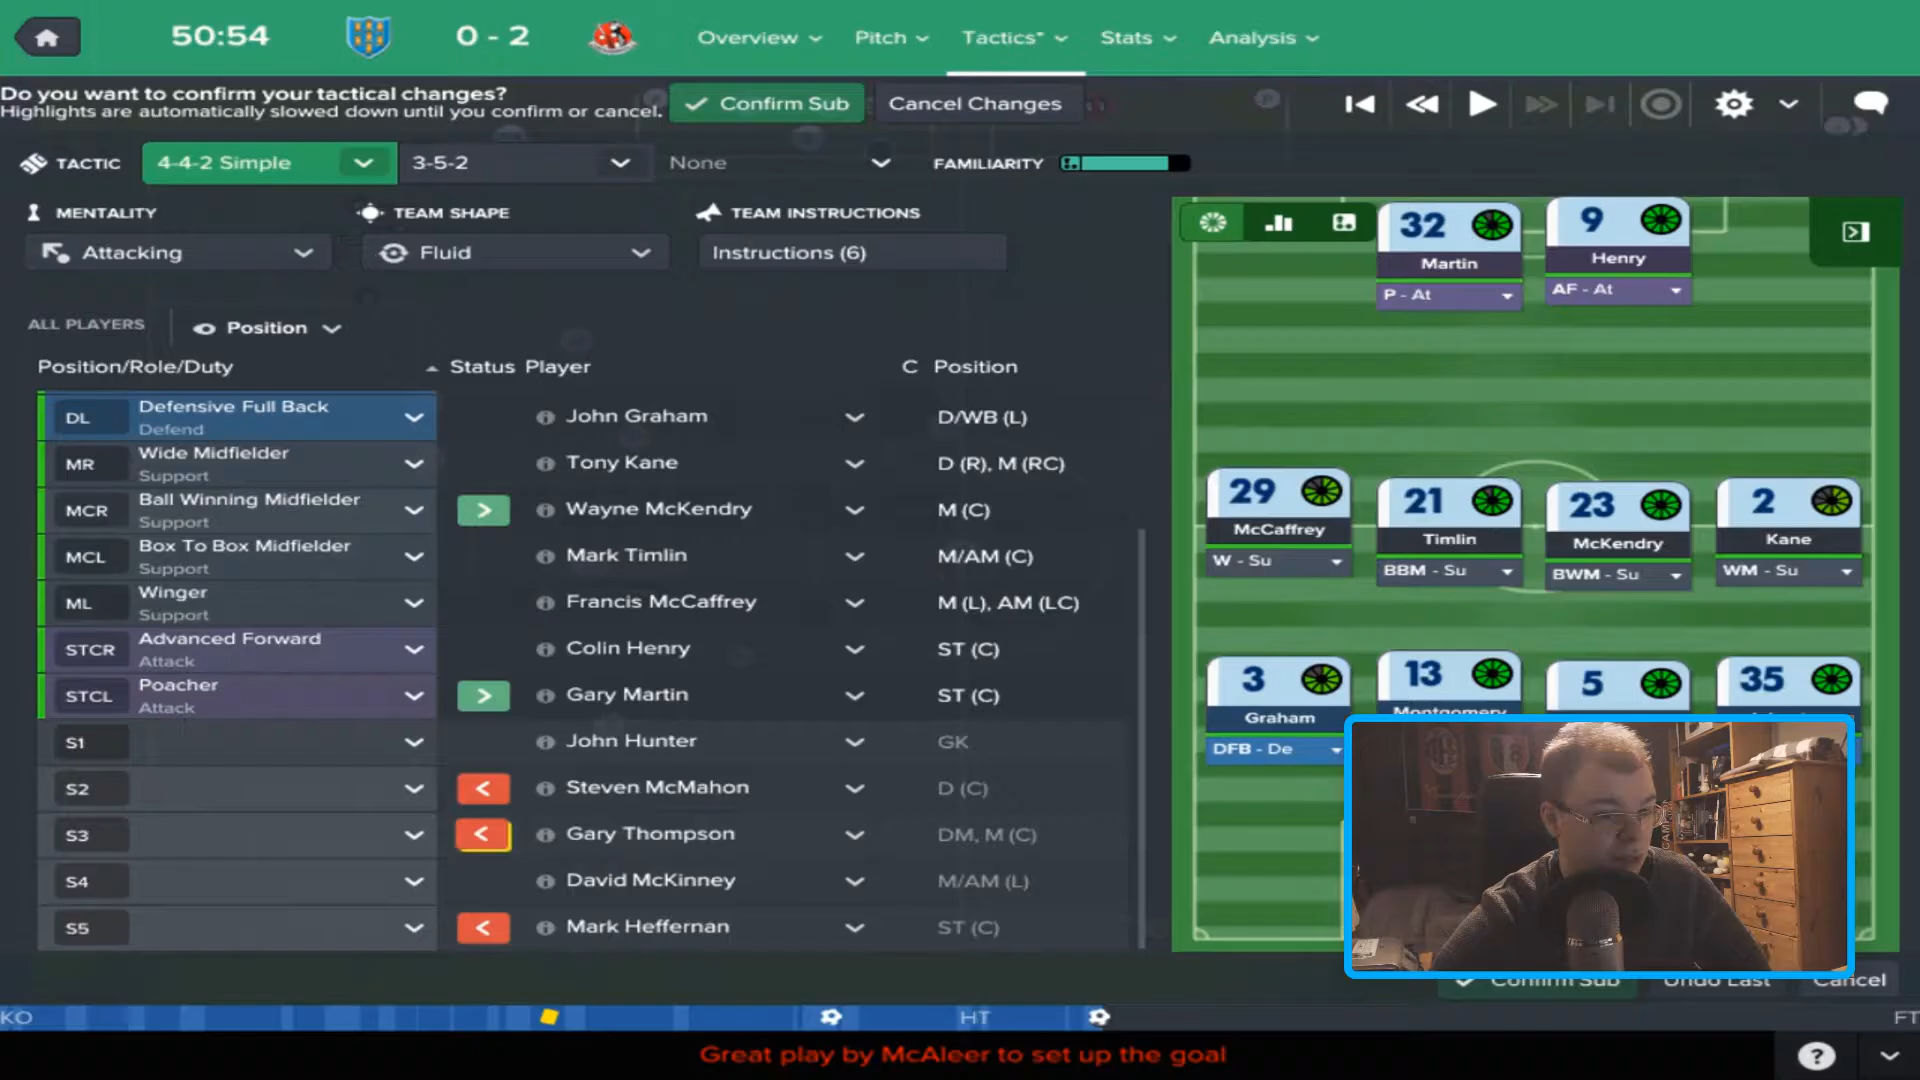 50:54
0 - 2
Overview
Pitch
Tactics*
Stats
Analysis
Do you want to confirm your tactical changes?
Highlights are automatically slowed down until you confirm or cancel.
Confirm Sub
Cancel Changes
TACTIC
4-4-2 Simple
3-5-2
None
FAMILIARITY
MENTALITY
TEAM SHAPE
TEAM INSTRUCTIONS
Attacking
Fluid
Instructions (6)
ALL PLAYERS
Position
Position/Role/Duty
Status
Player
C
Position
DL
Defensive Full Back
Defend
John Graham
D/WB (L)
MR
Wide Midfielder
Support
Tony Kane
D (R), M (RC)
MCR
Ball Winning Midfielder
Support
Wayne McKendry
M (C)
MCL
Box To Box Midfielder
Support
Mark Timlin
M/AM (C)
ML
Winger
Support
Francis McCaffrey
M (L), AM (LC)
STCR
Advanced Forward
Attack
Colin Henry
ST (C)
STCL
Poacher
Attack
Gary Martin
ST (C)
S1
John Hunter
GK
S2
Steven McMahon
D (C)
S3
Gary Thompson
DM, M (C)
S4
David McKinney
M/AM (L)
S5
Mark Heffernan
ST (C)
32
Martin
P - At
9
Henry
AF - At
29
McCaffrey
W - Su
21
Timlin
BBM - Su
23
McKendry
BWM - Su
2
Kane
WM - Su
3
Graham
DFB - De
13
Montgomery
5
35
Confirm Sub
Undo Last
Cancel
KO
HT
FT
Great play by McAleer to set up the goal
?